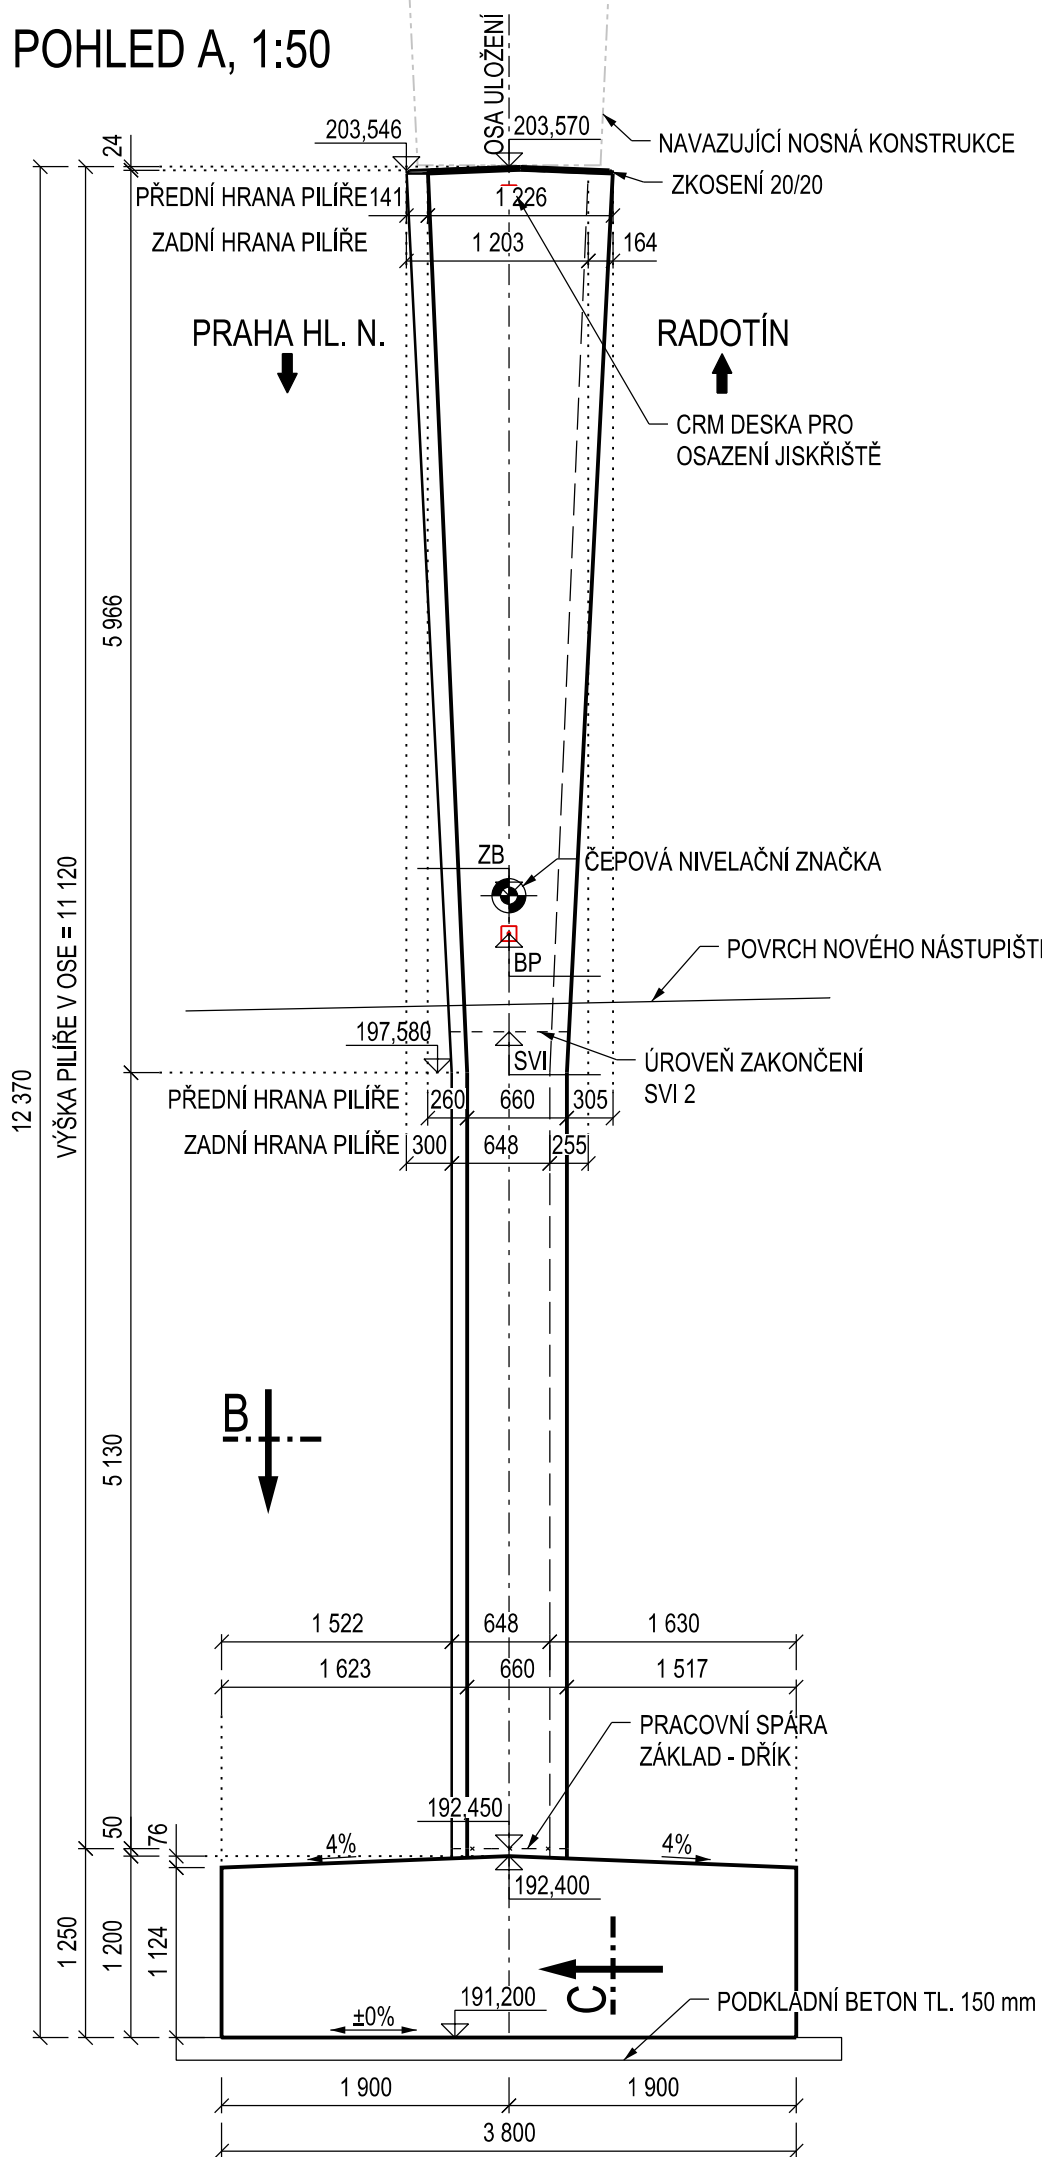 POHLED A, 1:50
OSA ULOŽENÍ
24
203,546
203,570
NAVAZUJÍCÍ NOSNÁ KONSTRUKCE
ZKOSENÍ 20/20
PŘEDNÍ HRANA PILÍŘE 141 1 226
ZADNÍ HRANA PILÍŘE 1 203 164
PRAHA HL. N.
RADOTÍN
CRM DESKA PRO
OSAZENÍ JISKŘIŠTĚ
5 966
ZB
ČEPOVÁ NIVELAČNÍ ZNAČKA
BP
POVRCH NOVÉHO NÁSTUPIŠTĚ
197,580
SVI
ÚROVEŇ ZAKONČENÍ
SVI 2
12 370
VÝŠKA PILÍŘE V OSE = 11 120
PŘEDNÍ HRANA PILÍŘE 260 660 305
ZADNÍ HRANA PILÍŘE 300 648 255
B
5 130
1 522 648 1 630
1 623 660 1 517
PRACOVNÍ SPÁRA
ZÁKLAD - DŘÍK
192,450
50
76
4%
4%
192,400
1 250
1 200
1 124
C
191,200
±0%
PODKLADNÍ BETON TL. 150 mm
1 900 1 900
3 800